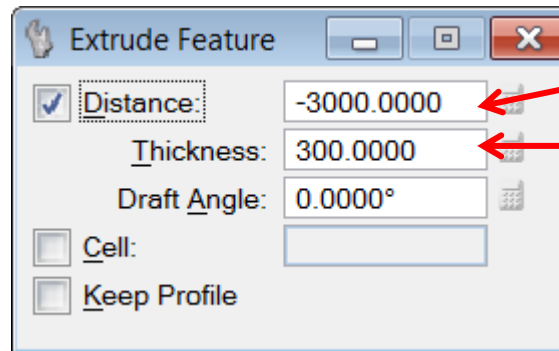 Extrude Feature
Distance: -3000.0000
Thickness: 300.0000
Draft Angle: 0.0000°
Cell:
Keep Profile